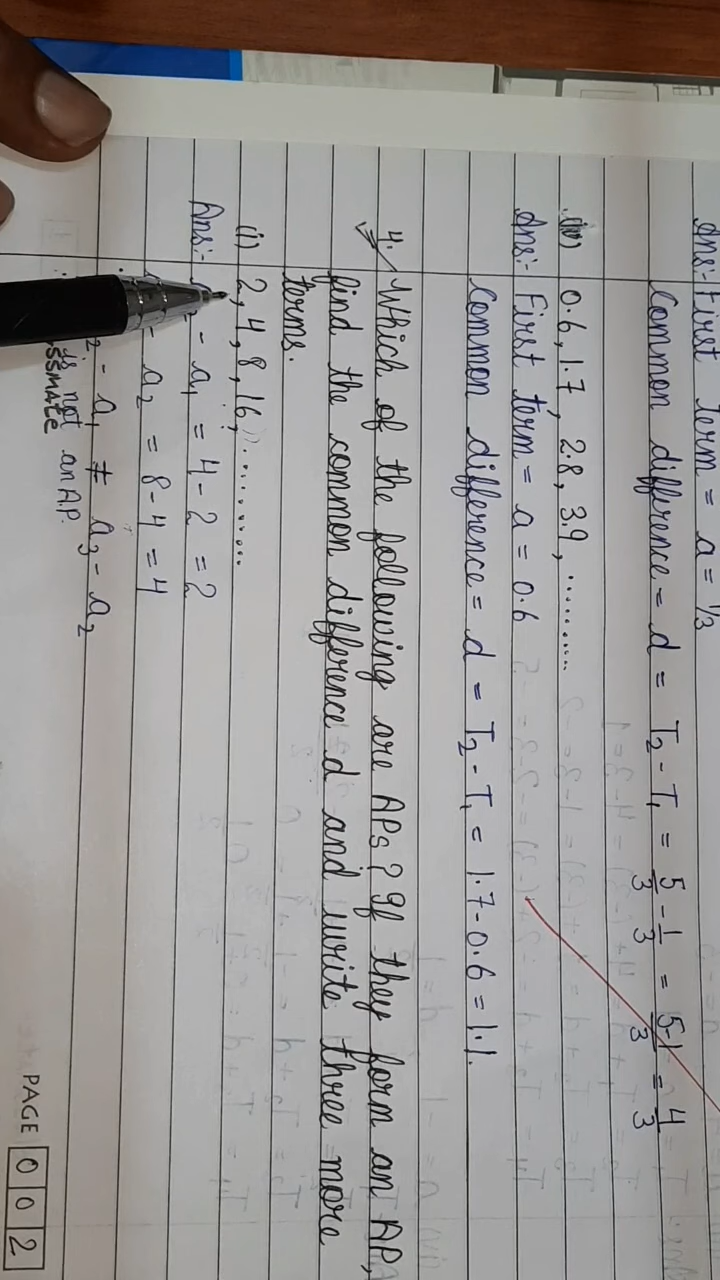 Ans:- First term = a = 1/3
Common difference = d = T2 - T1 = 5/3 - 1/3 = 5-1/3 = 4/3
(iv) 0.6, 1.7, 2.8, 3.9, ..........
Ans:- First term = a = 0.6
Common difference = d = T2 - T1 = 1.7-0.6 = 1.1.
4. Which of the following are APs? If they form an AP,
find the common difference d and write three more
terms.
(i) 2, 4, 8, 16, ...........
Ans:- - a1 = 4-2 = 2
- a2 = 8-4 = 4
- a1 ≠ a3 - a2
is not an A.P.
PAGE 0 0 2